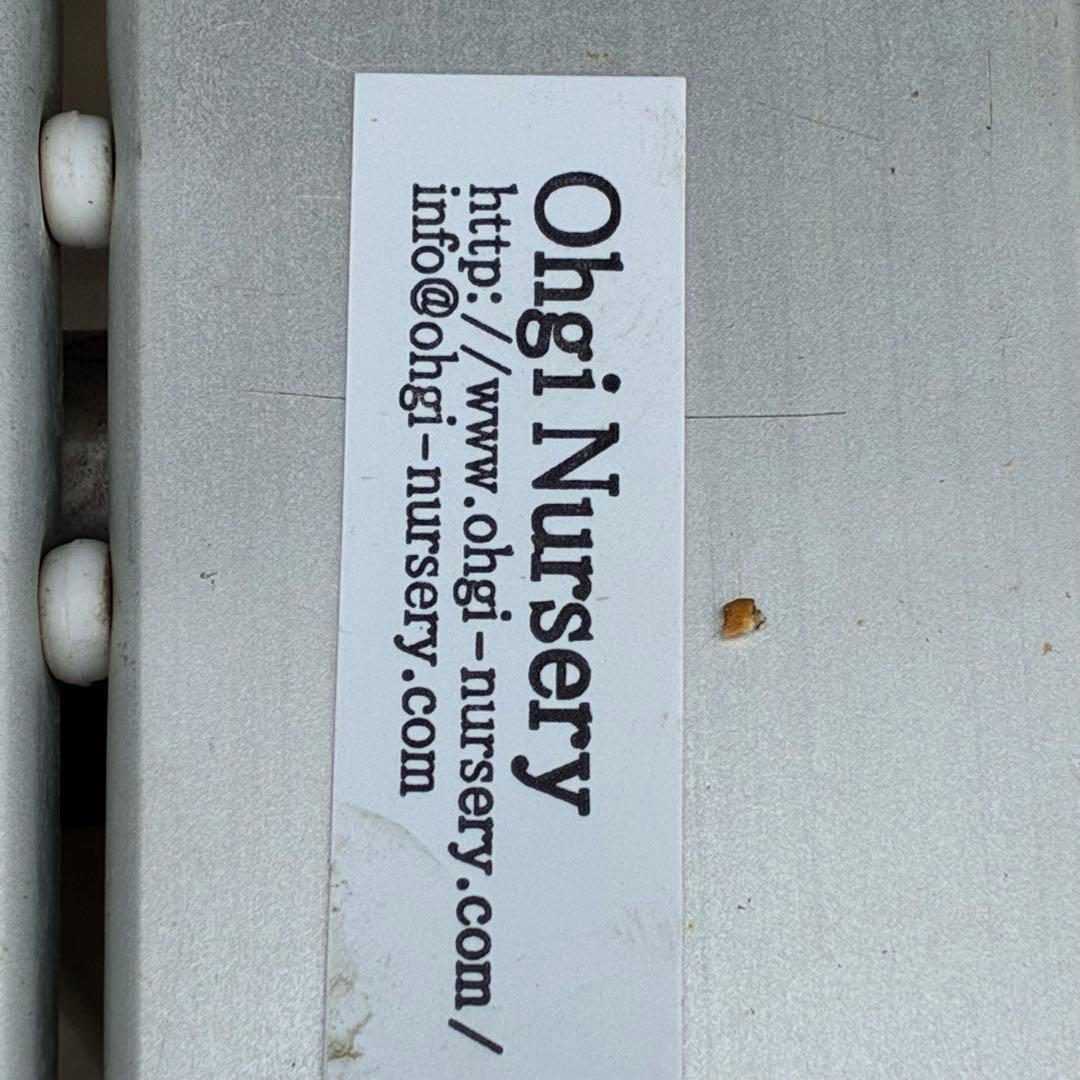 Ohgi Nursery
http://www.ohgi-nursery.com/
info@ohgi-nursery.com